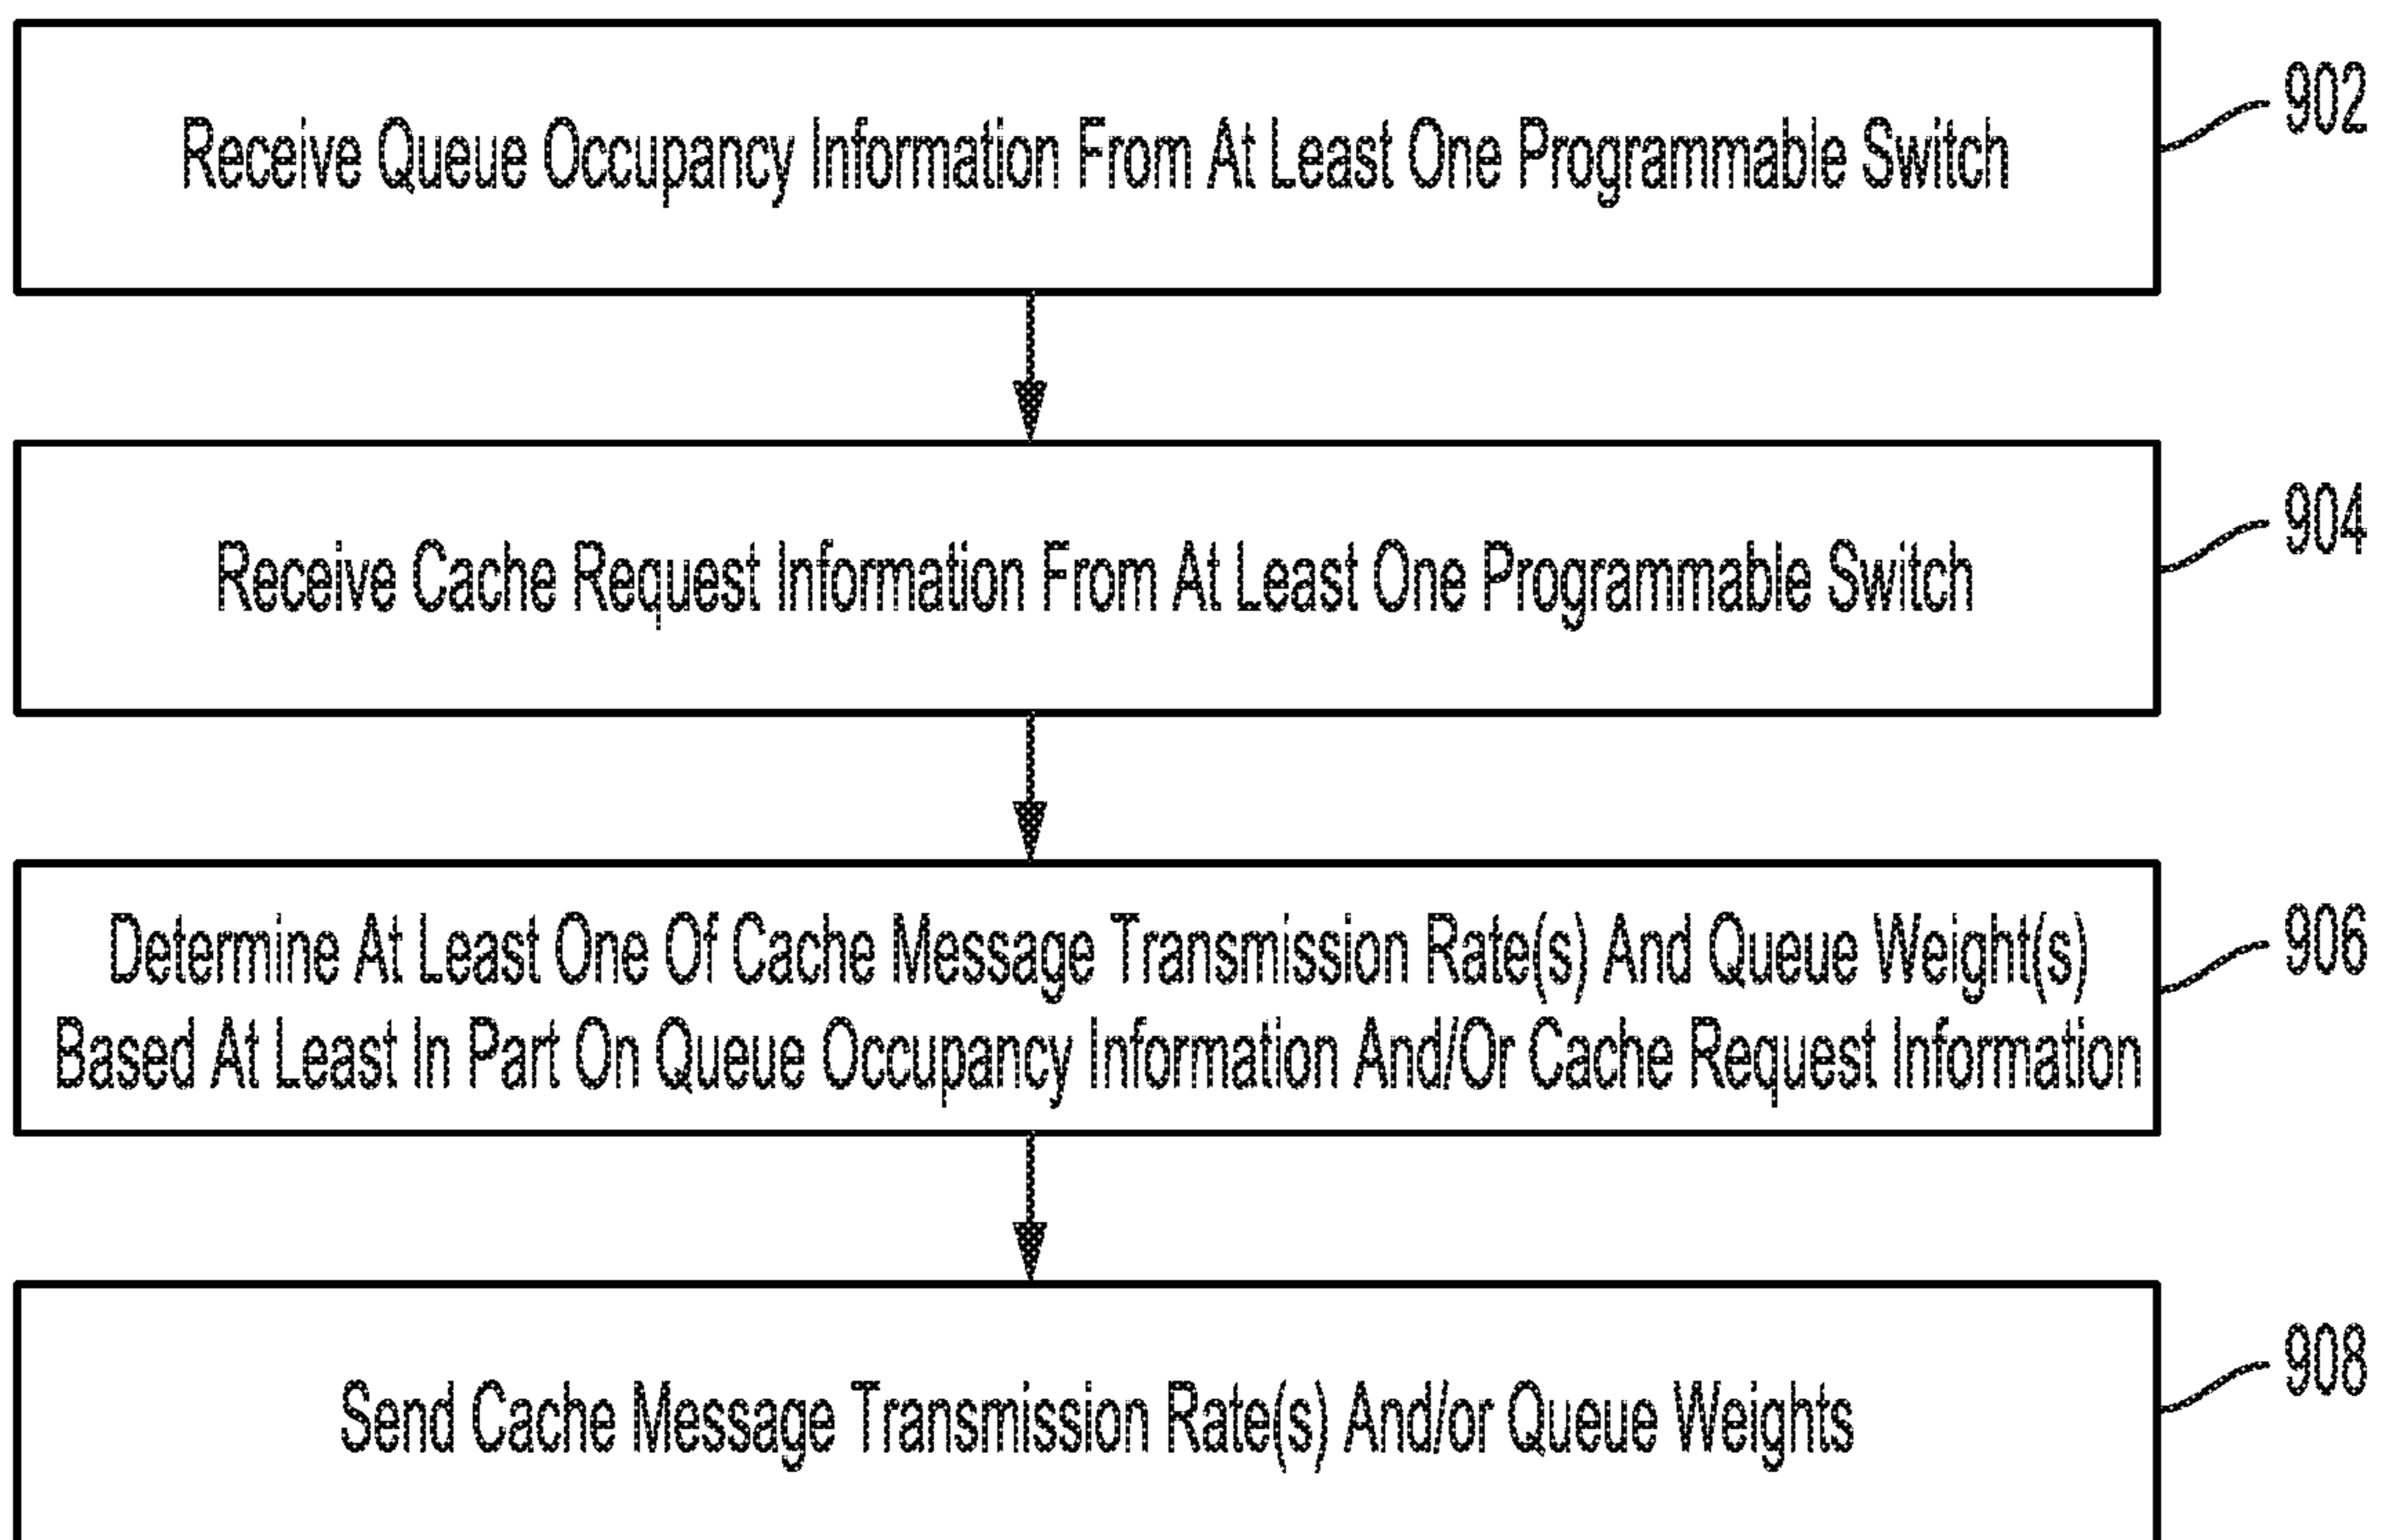 Receive Queue Occupancy Information From At Least One Programmable Switch
902
Receive Cache Request Information From At Least One Programmable Switch
904
Determine At Least One Of Cache Message Transmission Rate(s) And Queue Weight(s)
Based At Least In Part On Queue Occupancy Information And/Or Cache Request Information
906
Send Cache Message Transmission Rate(s) And/or Queue Weights
908